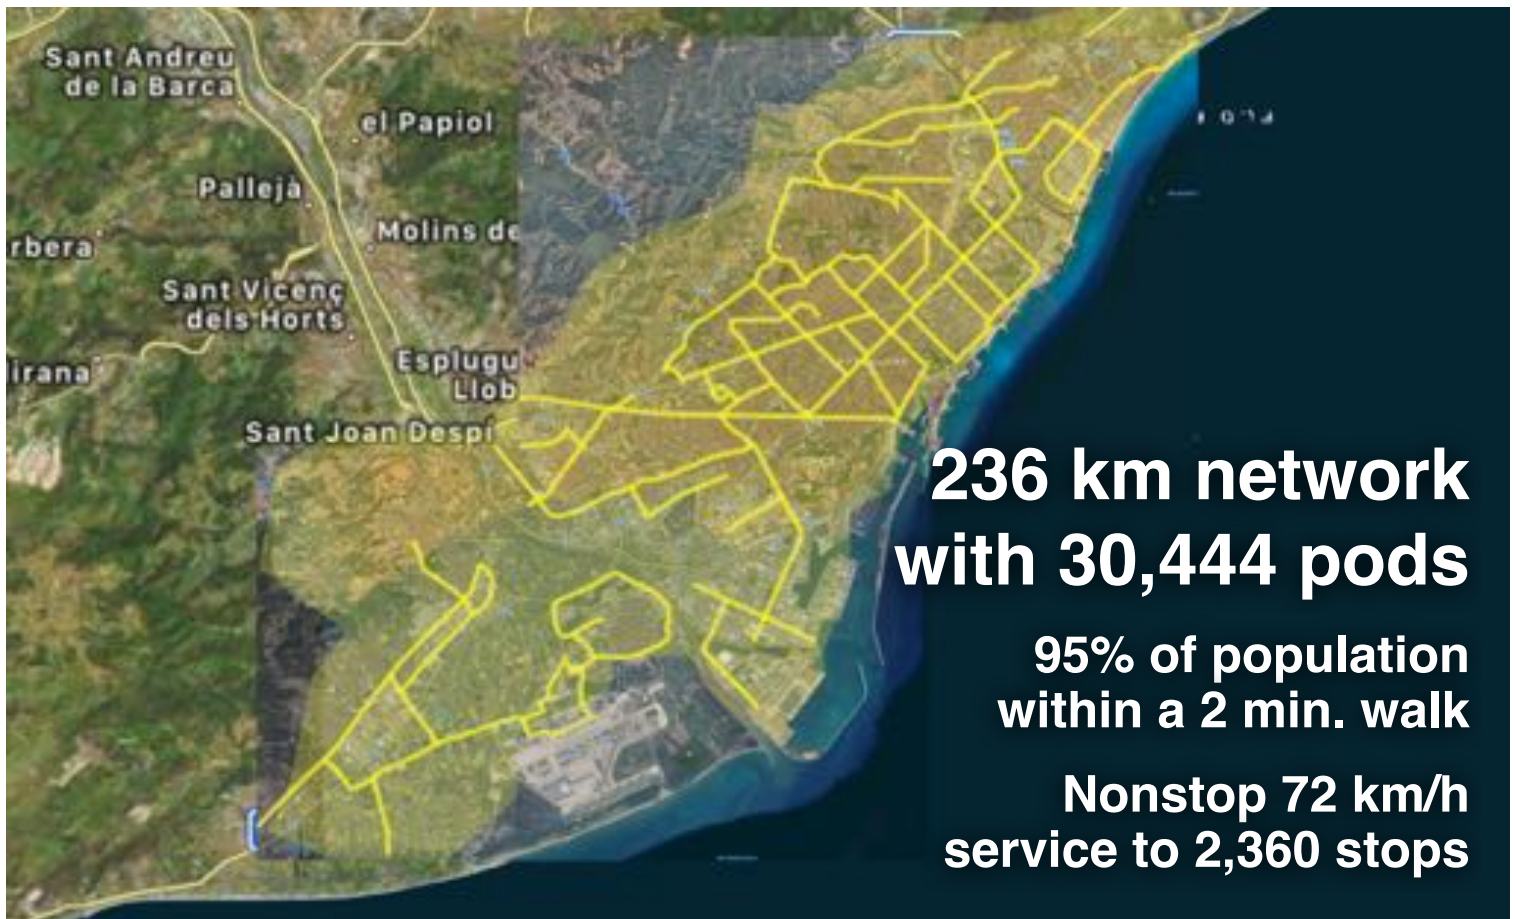 Sant Andreu
de la Barca
el Papiol
Pallejà
Molins de
rbera
Sant Vicenç
dels Horts
lirana
Esplugu
Llob
Sant Joan Despí
236 km network
with 30,444 pods
95% of population
within a 2 min. walk
Nonstop 72 km/h
service to 2,360 stops